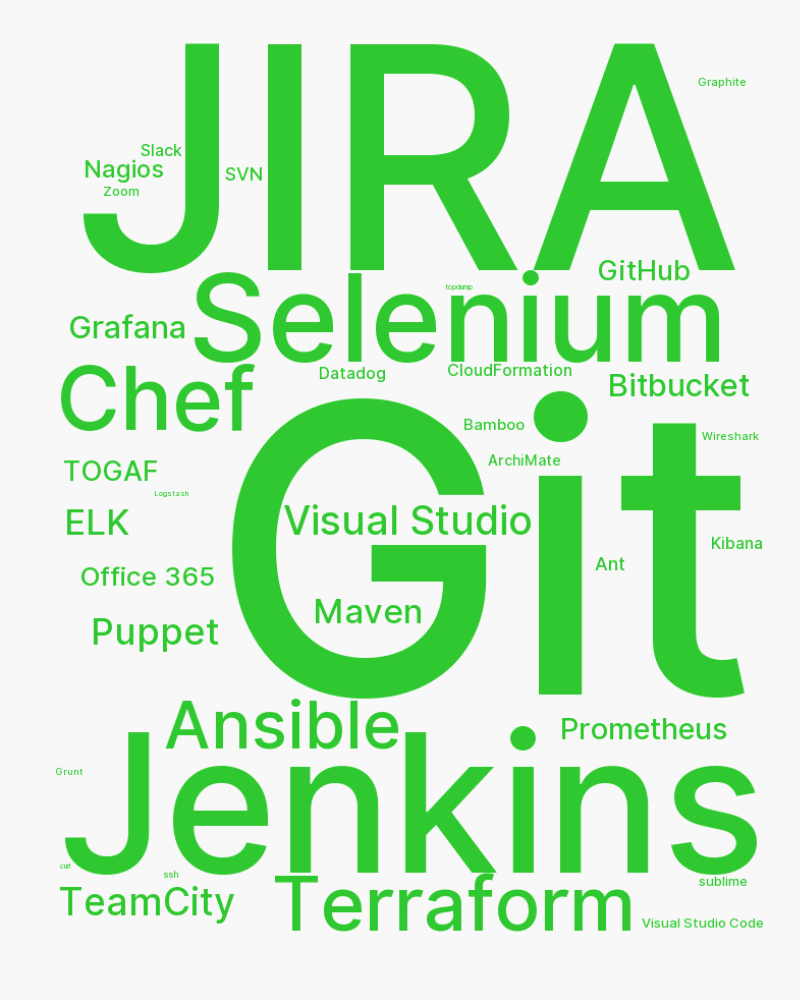 JIRA
Graphite
Slack
Nagios
SVN
Zoom
GitHub
Selenium
tcpdump
Grafana
Datadog
CloudFormation
Chef
Bitbucket
Bamboo
Git
Wireshark
ArchiMate
TOGAF
Logstash
Visual Studio
ELK
Kibana
Ant
Office 365
Maven
Puppet
Ansible
Prometheus
Jenkins
Grunt
curl
ssh
sublime
TeamCity
Terraform
Visual Studio Code